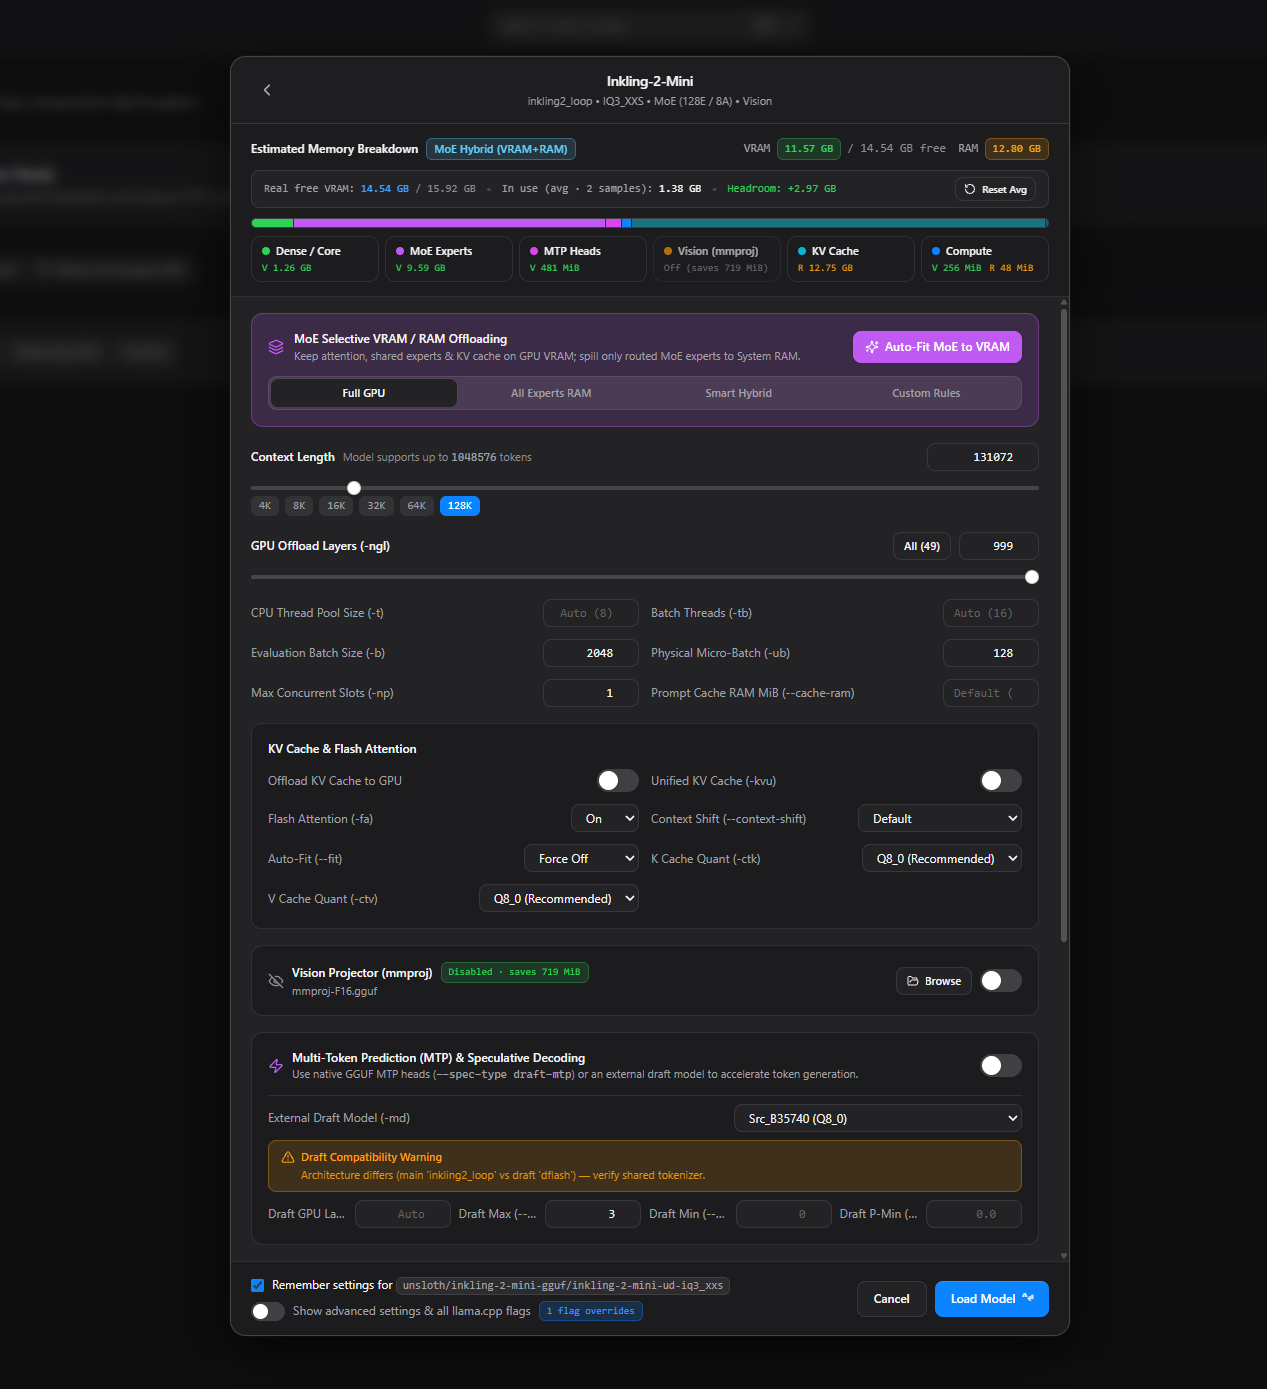 Inkling-2-Mini
inkling2_loop • IQ3_XXS • MoE (128E / 8A) • Vision
Estimated Memory Breakdown MoE Hybrid (VRAM+RAM) VRAM 11.57 GB / 14.54 GB free RAM 12.80 GB
Real free VRAM: 14.54 GB / 15.92 GB • In use (avg · 2 samples): 1.38 GB • Headroom: +2.97 GB Reset Avg
Dense / Core MoE Experts MTP Heads Vision (mmproj) KV Cache Compute
V 1.26 GB V 9.59 GB V 481 MiB Off (saves 719 MiB) R 12.75 GB V 256 MiB R 48 MiB
MoE Selective VRAM / RAM Offloading
Keep attention, shared experts & KV cache on GPU VRAM; spill only routed MoE experts to System RAM.
Auto-Fit MoE to VRAM
Full GPU All Experts RAM Smart Hybrid Custom Rules
Context Length Model supports up to 1048576 tokens 131072
4K 8K 16K 32K 64K 128K
GPU Offload Layers (-ngl) All (49) 999
CPU Thread Pool Size (-t) Auto (8) Batch Threads (-tb) Auto (16)
Evaluation Batch Size (-b) 2048 Physical Micro-Batch (-ub) 128
Max Concurrent Slots (-np) 1 Prompt Cache RAM MiB (--cache-ram) Default (
KV Cache & Flash Attention
Offload KV Cache to GPU Unified KV Cache (-kvu)
Flash Attention (-fa) On Context Shift (--context-shift) Default
Auto-Fit (--fit) Force Off K Cache Quant (-ctk) Q8_0 (Recommended)
V Cache Quant (-ctv) Q8_0 (Recommended)
Vision Projector (mmproj) Disabled · saves 719 MiB
mmproj-F16.gguf
Browse
Multi-Token Prediction (MTP) & Speculative Decoding
Use native GGUF MTP heads (--spec-type draft-mtp) or an external draft model to accelerate token generation.
External Draft Model (-md) Src_B35740 (Q8_0)
Draft Compatibility Warning
Architecture differs (main 'inkling2_loop' vs draft 'dflash') — verify shared tokenizer.
Draft GPU La... Auto Draft Max (--... 3 Draft Min (--... 0 Draft P-Min (... 0.0
Remember settings for unsloth/inkling-2-mini-gguf/inkling-2-mini-ud-iq3_xxs
Show advanced settings & all llama.cpp flags 1 flag overrides
Cancel Load Model